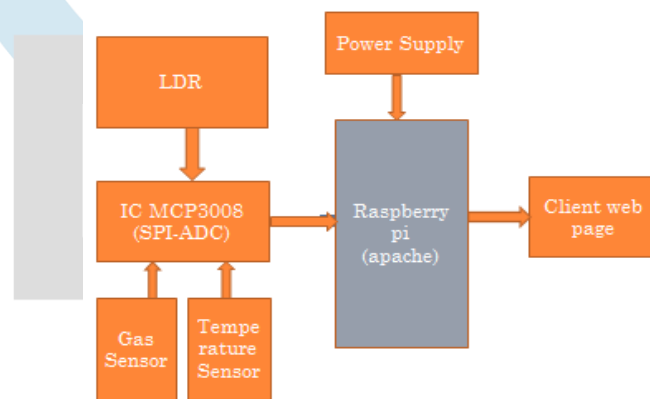 Power Supply
LDR
IC MCP3008
(SPI-ADC)
Raspberry
pi
(apache)
Client web
page
Gas
Sensor
Tempe
rature
Sensor